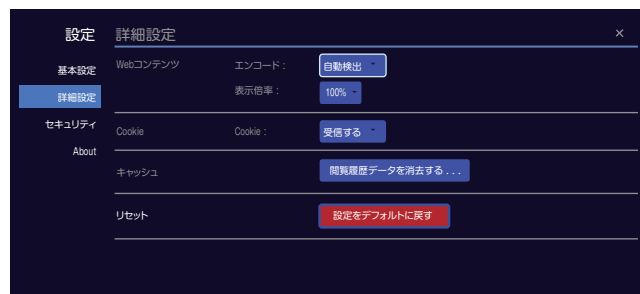 設定
詳細設定
×
基本設定
詳細設定
セキュリティ
About
Webコンテンツ
エンコード :
自動検出
表示倍率 :
100%
Cookie
Cookie :
受信する
キャッシュ
閲覧履歴データを消去する . . .
リセット
設定をデフォルトに戻す